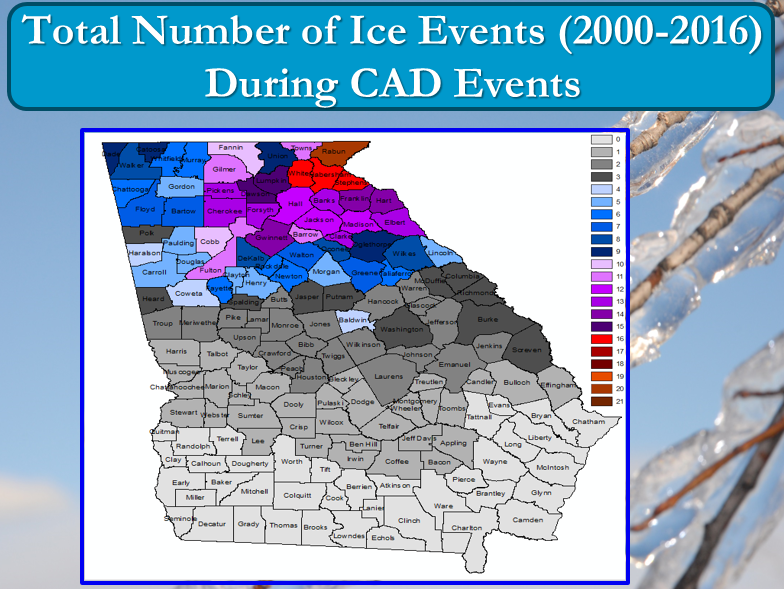 Total Number of Ice Events (2000-2016)
During CAD Events
0
1
2
3
4
5
6
7
8
9
10
11
12
13
14
15
16
17
18
19
20
21
Fannin
Union
Towns
Rabun
Walker
Whitfield
Murray
Gilmer
Lumpkin
White
Habersham
Stephens
Chattooga
Gordon
Pickens
Floyd
Bartow
Cherokee
Forsyth
Hall
Banks
Franklin
Hart
Jackson
Madison
Elbert
Polk
Paulding
Cobb
Gwinnett
Barrow
Clarke
Oglethorpe
Haralson
Douglas
Fulton
DeKalb
Rockdale
Walton
Oconee
Wilkes
Lincoln
Carroll
Clayton
Henry
Newton
Morgan
Greene
Taliaferro
McDuffie
Columbia
Heard
Coweta
Fayette
Spalding
Butts
Jasper
Putnam
Hancock
Warren
Richmond
Glascock
Troup
Meriwether
Pike
Lamar
Monroe
Jones
Baldwin
Washington
Jefferson
Burke
Upson
Bibb
Wilkinson
Jenkins
Screven
Harris
Talbot
Crawford
Twiggs
Johnson
Emanuel
Muscogee
Taylor
Peach
Houston
Bleckley
Laurens
Treutlen
Candler
Bulloch
Effingham
Chattahoochee
Marion
Schley
Macon
Dooly
Pulaski
Dodge
Wheeler
Montgomery
Toombs
Tattnall
Evans
Bryan
Chatham
Stewart
Webster
Sumter
Crisp
Wilcox
Telfair
Jeff Davis
Appling
Long
Liberty
Quitman
Randolph
Terrell
Lee
Turner
Ben Hill
Irwin
Coffee
Bacon
Wayne
McIntosh
Clay
Calhoun
Dougherty
Worth
Tift
Berrien
Atkinson
Pierce
Brantley
Glynn
Early
Baker
Mitchell
Colquitt
Cook
Lanier
Clinch
Ware
Charlton
Camden
Miller
Seminole
Decatur
Grady
Thomas
Brooks
Lowndes
Echols